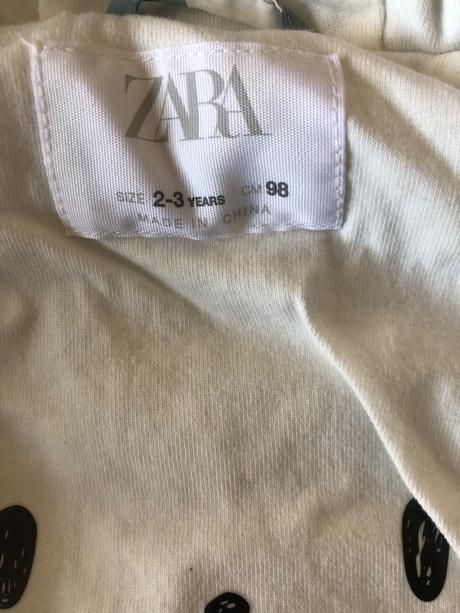 ZARA
SIZE 2-3 YEARS CM 98
MADE IN CHINA